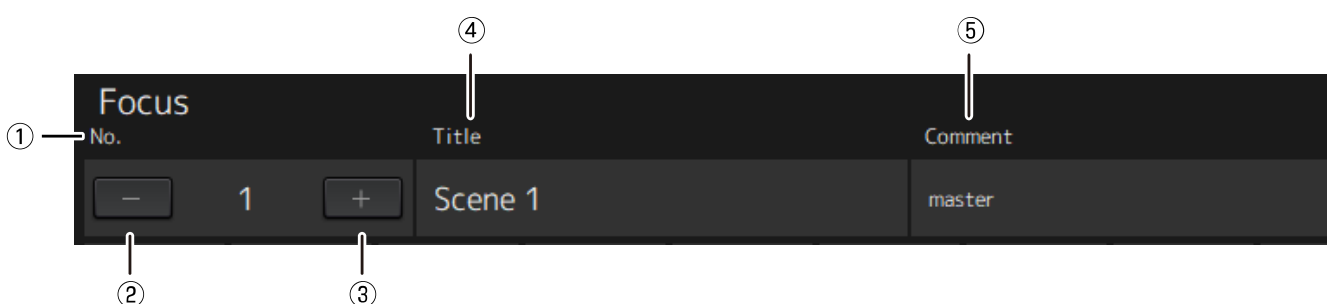 ④ ⑤
Focus
① No. Title Comment
− 1 + Scene 1 master
② ③